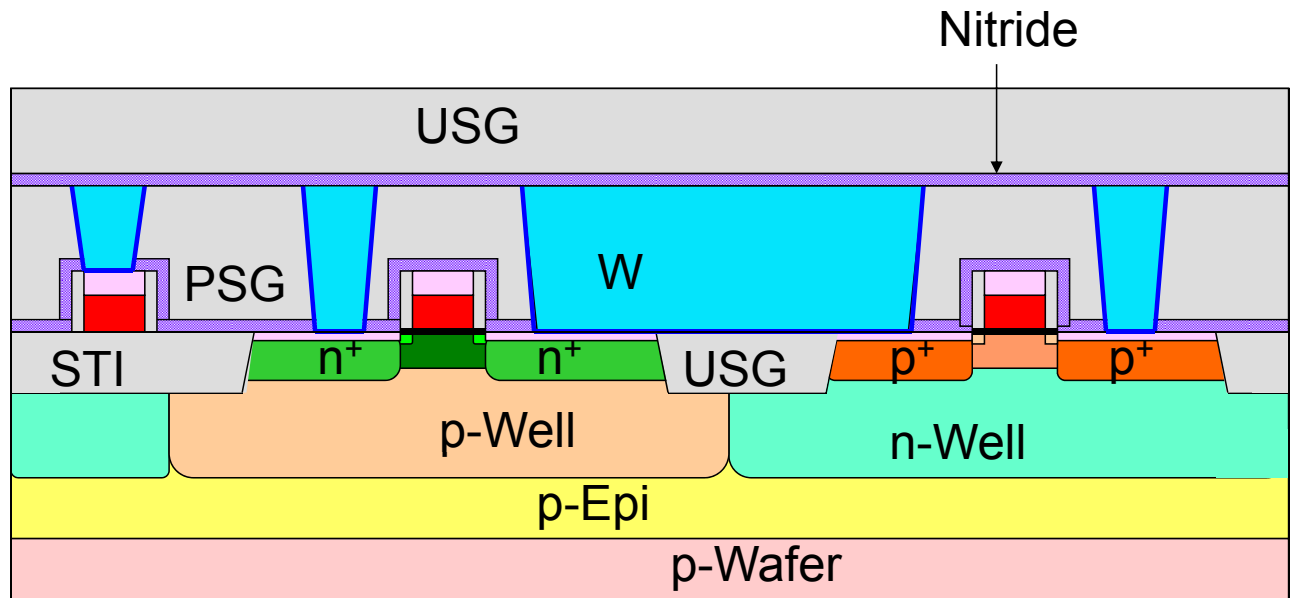 Nitride
USG
W
PSG
STI
n+
n+
USG
p+
p+
p-Well
n-Well
p-Epi
p-Wafer